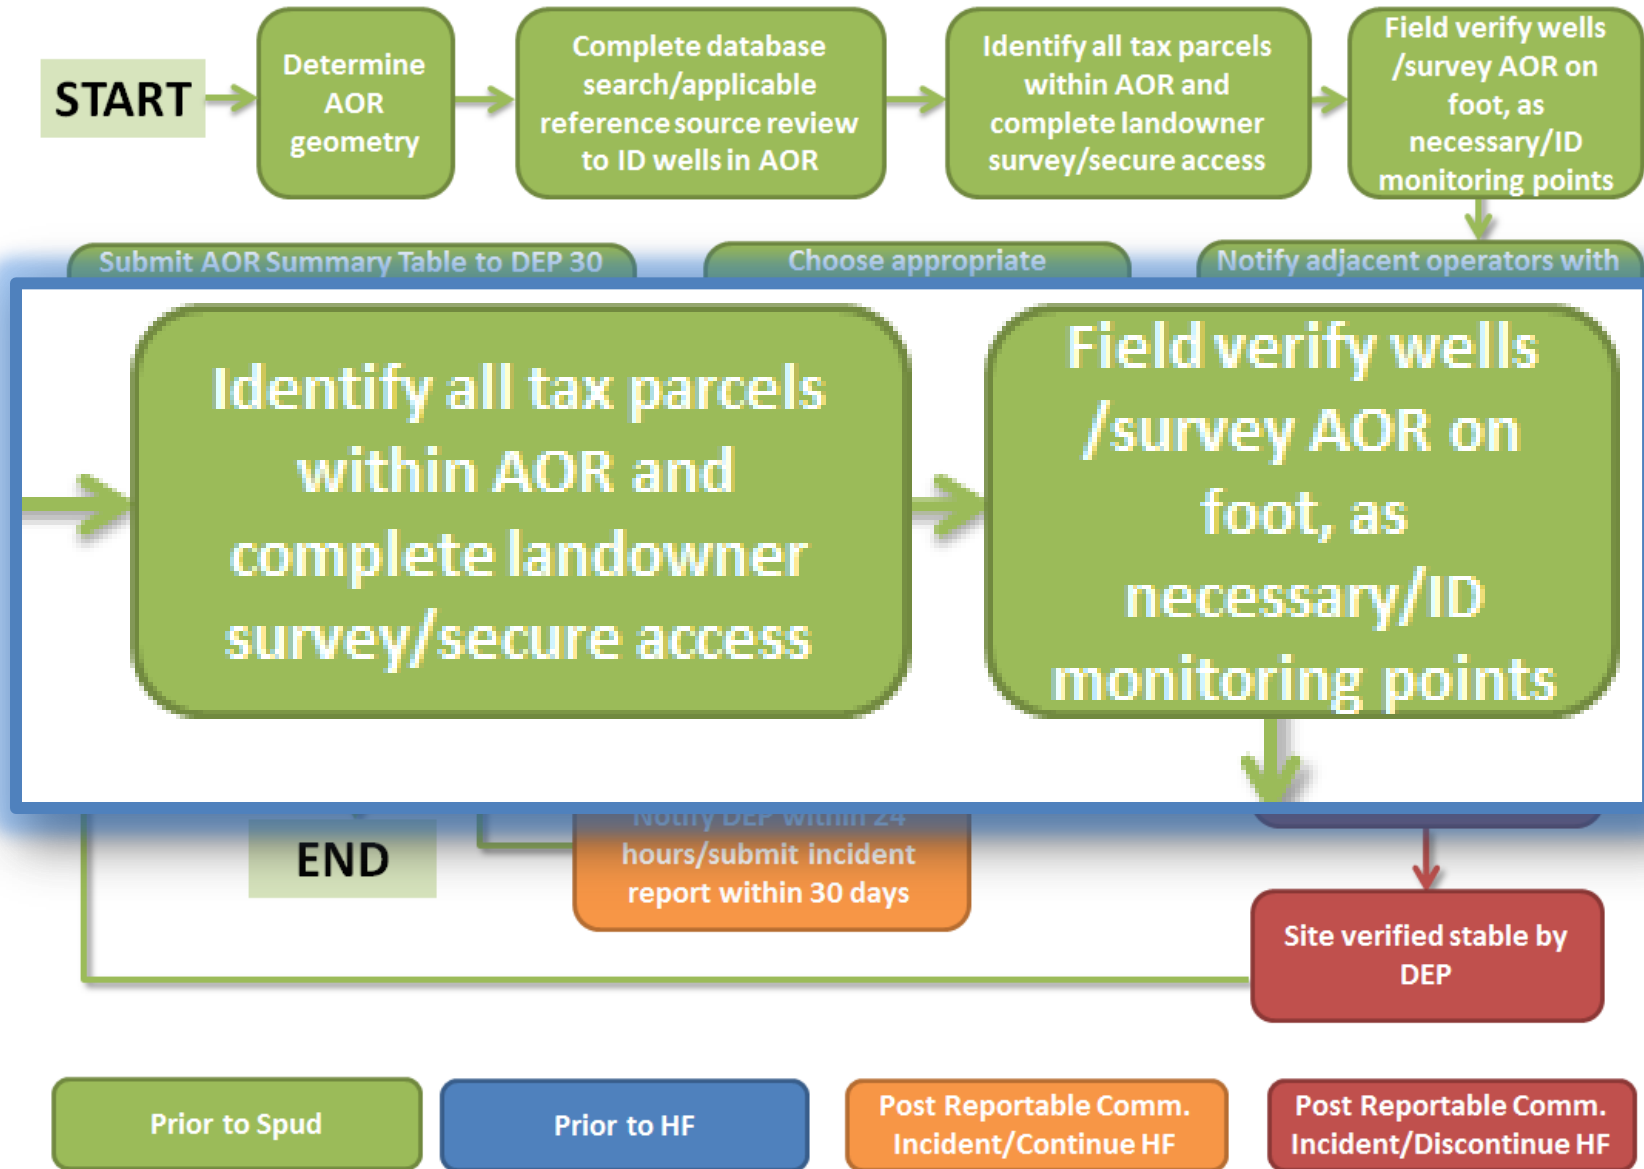 START
Determine
AOR
geometry
Complete database
search/applicable
reference source review
to ID wells in AOR
Identify all tax parcels
within AOR and
complete landowner
survey/secure access
Field verify wells
/survey AOR on
foot, as
necessary/ID
monitoring points
Submit AOR Summary Table to DEP 30
Choose appropriate
Notify adjacent operators with
Identify all tax parcels
within AOR and
complete landowner
survey/secure access
Field verify wells
/survey AOR on
foot, as
necessary/ID
monitoring points
END
Notify DEP within 24
hours/submit incident
report within 30 days
Site verified stable by
DEP
Prior to Spud
Prior to HF
Post Reportable Comm.
Incident/Continue HF
Post Reportable Comm.
Incident/Discontinue HF